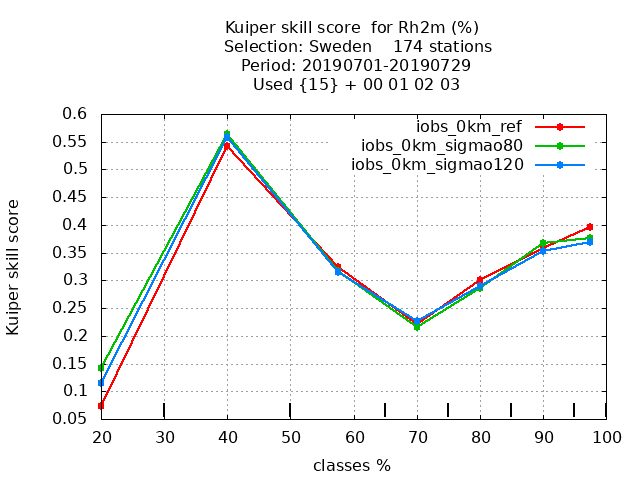 Kuiper skill score  for Rh2m (%)
Selection: Sweden    174 stations
Period: 20190701-20190729
Used {15} + 00 01 02 03
iobs_0km_ref
iobs_0km_sigmao80
iobs_0km_sigmao120
0.6
0.55
0.5
0.45
0.4
0.35
0.3
0.25
0.2
0.15
0.1
0.05
Kuiper skill score
20 30 40 50 60 70 80 90 100
classes %